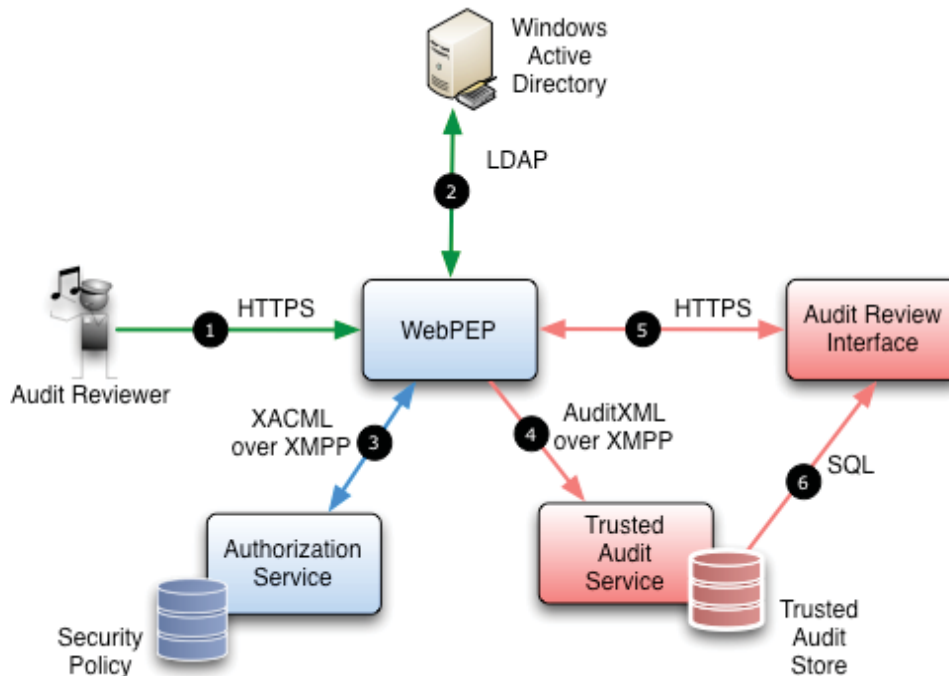 Windows
Active
Directory
LDAP
2
HTTPS
1
Audit Reviewer
WebPEP
HTTPS
5
Audit Review
Interface
XACML
over XMPP
3
AuditXML
over XMPP
4
SQL
6
Authorization
Service
Security
Policy
Trusted
Audit
Service
Trusted
Audit
Store